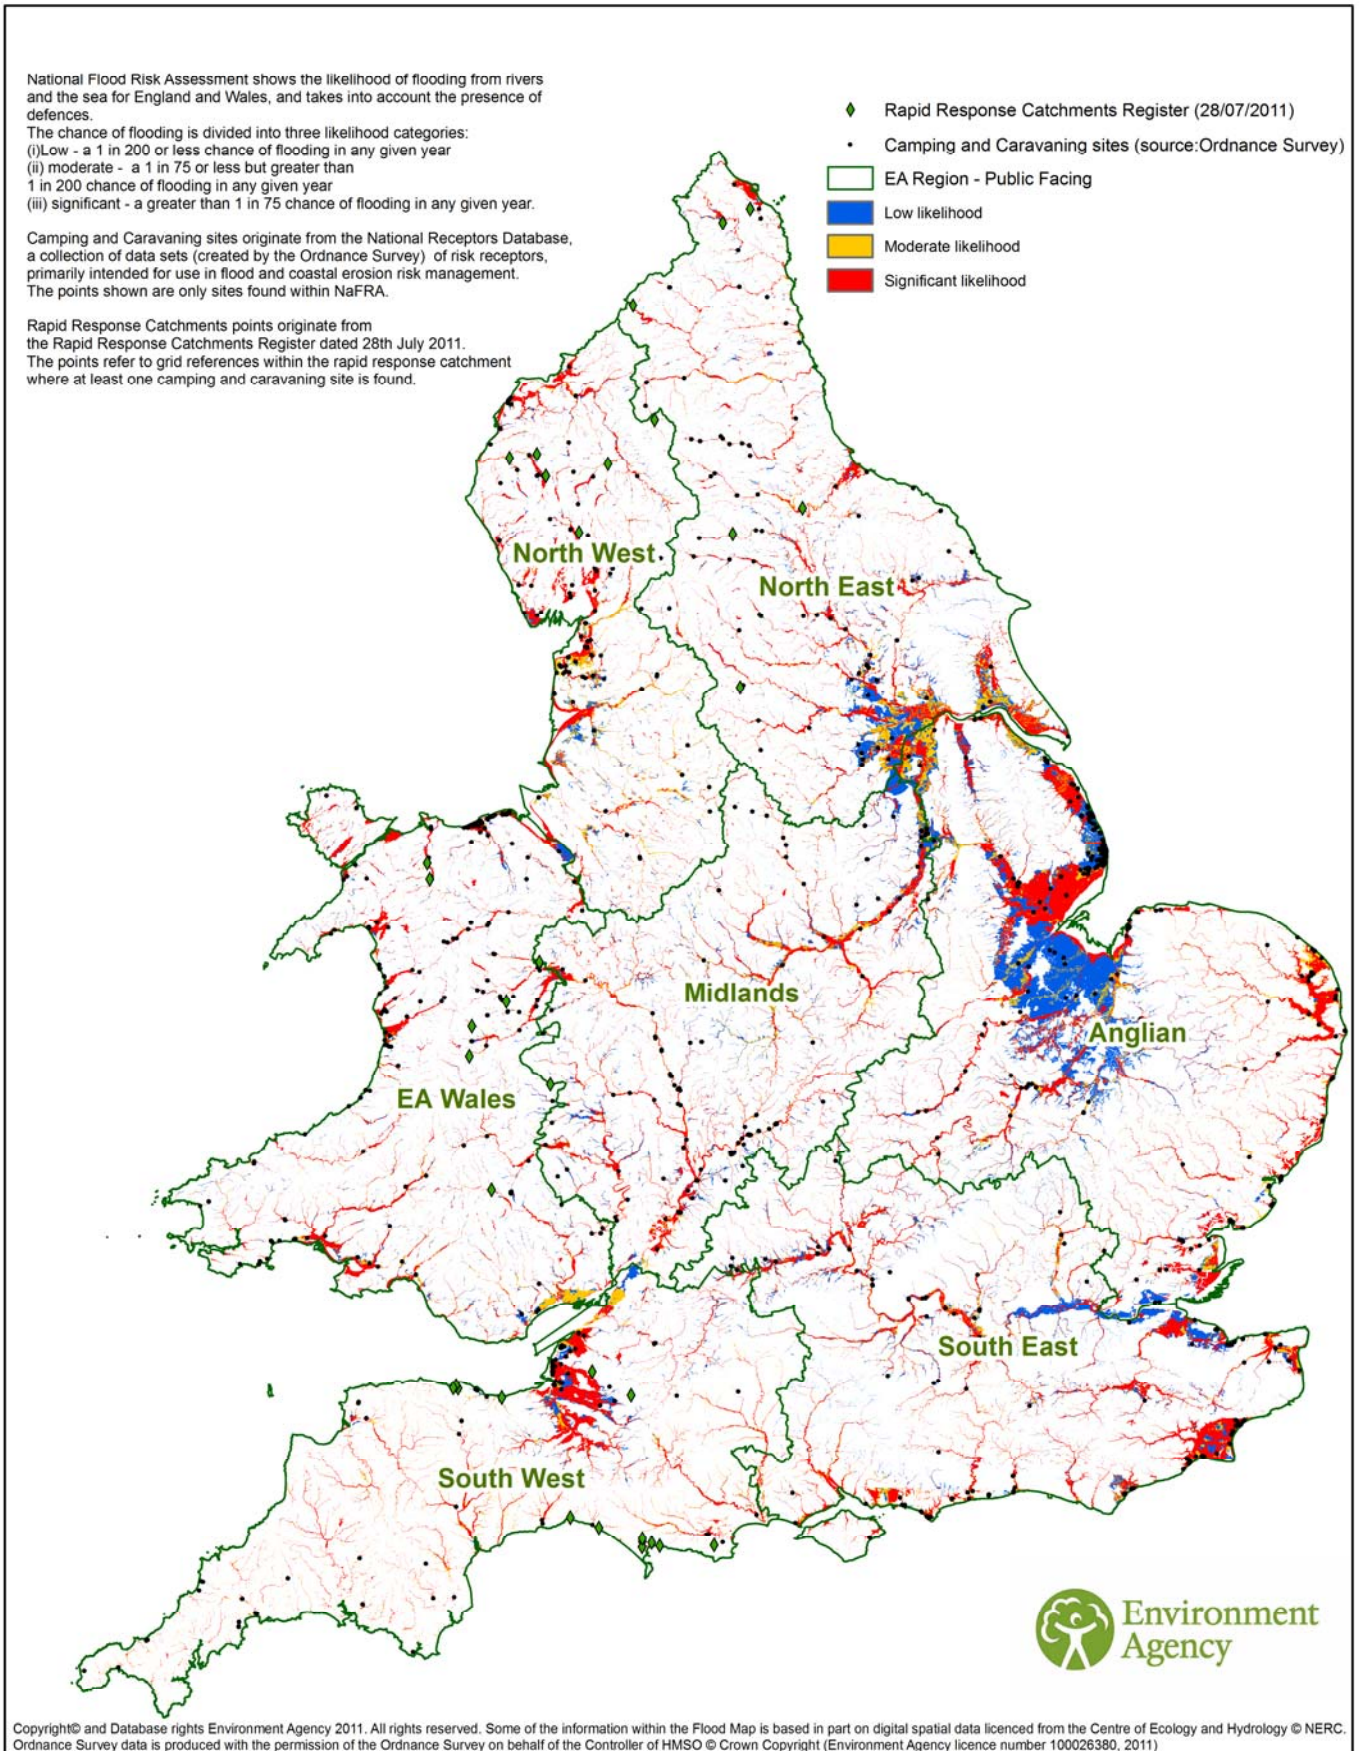 National Flood Risk Assessment shows the likelihood of flooding from rivers
and the sea for England and Wales, and takes into account the presence of
defences.
The chance of flooding is divided into three likelihood categories:
(i)Low - a 1 in 200 or less chance of flooding in any given year
(ii) moderate - a 1 in 75 or less but greater than
1 in 200 chance of flooding in any given year
(iii) significant - a greater than 1 in 75 chance of flooding in any given year.
Camping and Caravaning sites originate from the National Receptors Database,
a collection of data sets (created by the Ordnance Survey) of risk receptors,
primarily intended for use in flood and coastal erosion risk management.
The points shown are only sites found within NaFRA.
Rapid Response Catchments points originate from
the Rapid Response Catchments Register dated 28th July 2011.
The points refer to grid references within the rapid response catchment
where at least one camping and caravaning site is found.
Rapid Response Catchments Register (28/07/2011)
Camping and Caravaning sites (source:Ordnance Survey)
EA Region - Public Facing
Low likelihood
Moderate likelihood
Significant likelihood
North West
North East
Midlands
Anglian
EA Wales
South East
South West
Environment
Agency
Copyright© and Database rights Environment Agency 2011. All rights reserved. Some of the information within the Flood Map is based in part on digital spatial data licenced from the Centre of Ecology and Hydrology © NERC.
Ordnance Survey data is produced with the permission of the Ordnance Survey on behalf of the Controller of HMSO © Crown Copyright (Environment Agency licence number 100026380, 2011)